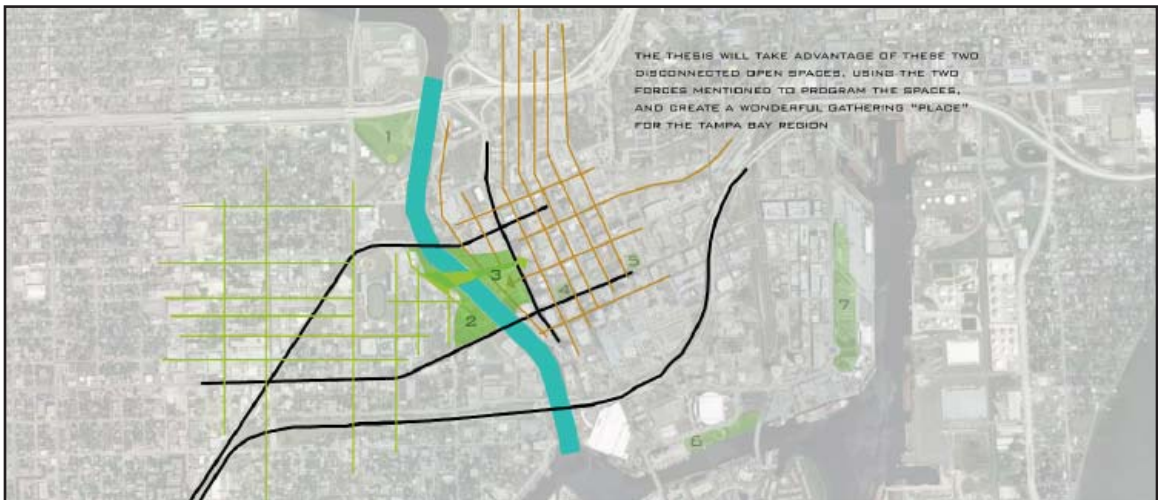 THE THESIS WILL TAKE ADVANTAGE OF THESE TWO
DISCONNECTED OPEN SPACES, USING THE TWO
FORCES MENTIONED TO PROGRAM THE SPACES,
AND CREATE A WONDERFUL GATHERING "PLACE"
FOR THE TAMPA BAY REGION
1
5
3
4
7
2
6